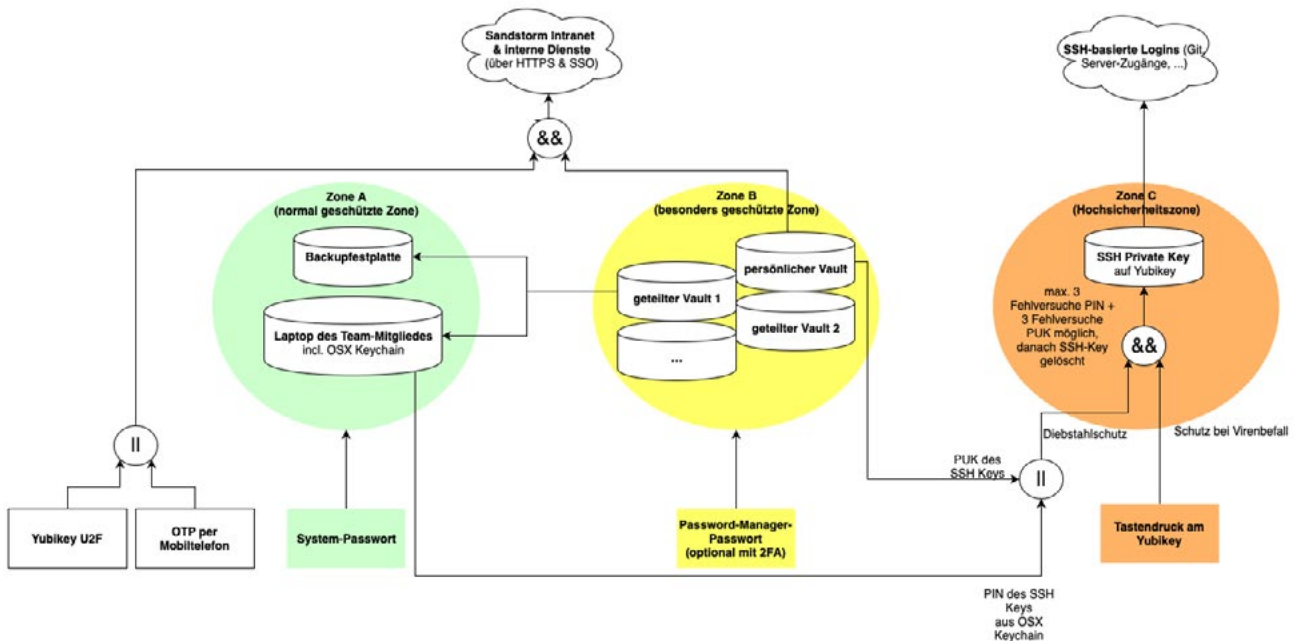 Sandstorm Intranet
& interne Dienste
(über HTTPS & SSO)
SSH-basierte Logins (Git,
Server-Zugänge, ...)
&&
Zone A
(normal geschützte Zone)
Backupfestplatte
Laptop des Team-Mitgliedes
incl. OSX Keychain
Zone B
(besonders geschützte Zone)
persönlicher Vault
geteilter Vault 1
geteilter Vault 2
...
Zone C
(Hochsicherheitszone)
SSH Private Key
auf Yubikey
max. 3
Fehlversuche PIN +
3 Fehlversuche
PUK möglich,
danach SSH-Key
gelöscht
&&
||
Diebstahlschutz
Schutz bei Virenbefall
PUK des
SSH Keys
||
Yubikey U2F
OTP per
Mobiltelefon
System-Passwort
Password-Manager-
Passwort
(optional mit 2FA)
Tastendruck am
Yubikey
PIN des SSH
Keys
aus OSX
Keychain